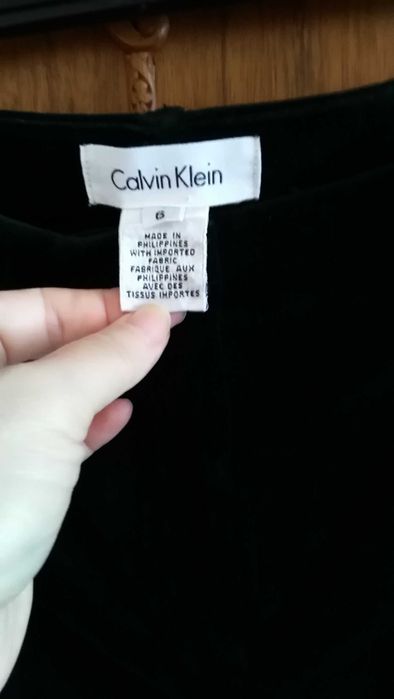 Calvin Klein
6
MADE IN
PHILIPPINES
WITH IMPORTED
FABRIC
FABRIQUE AUX
PHILIPPINES
AVEC DES
TISSUS IMPORTES